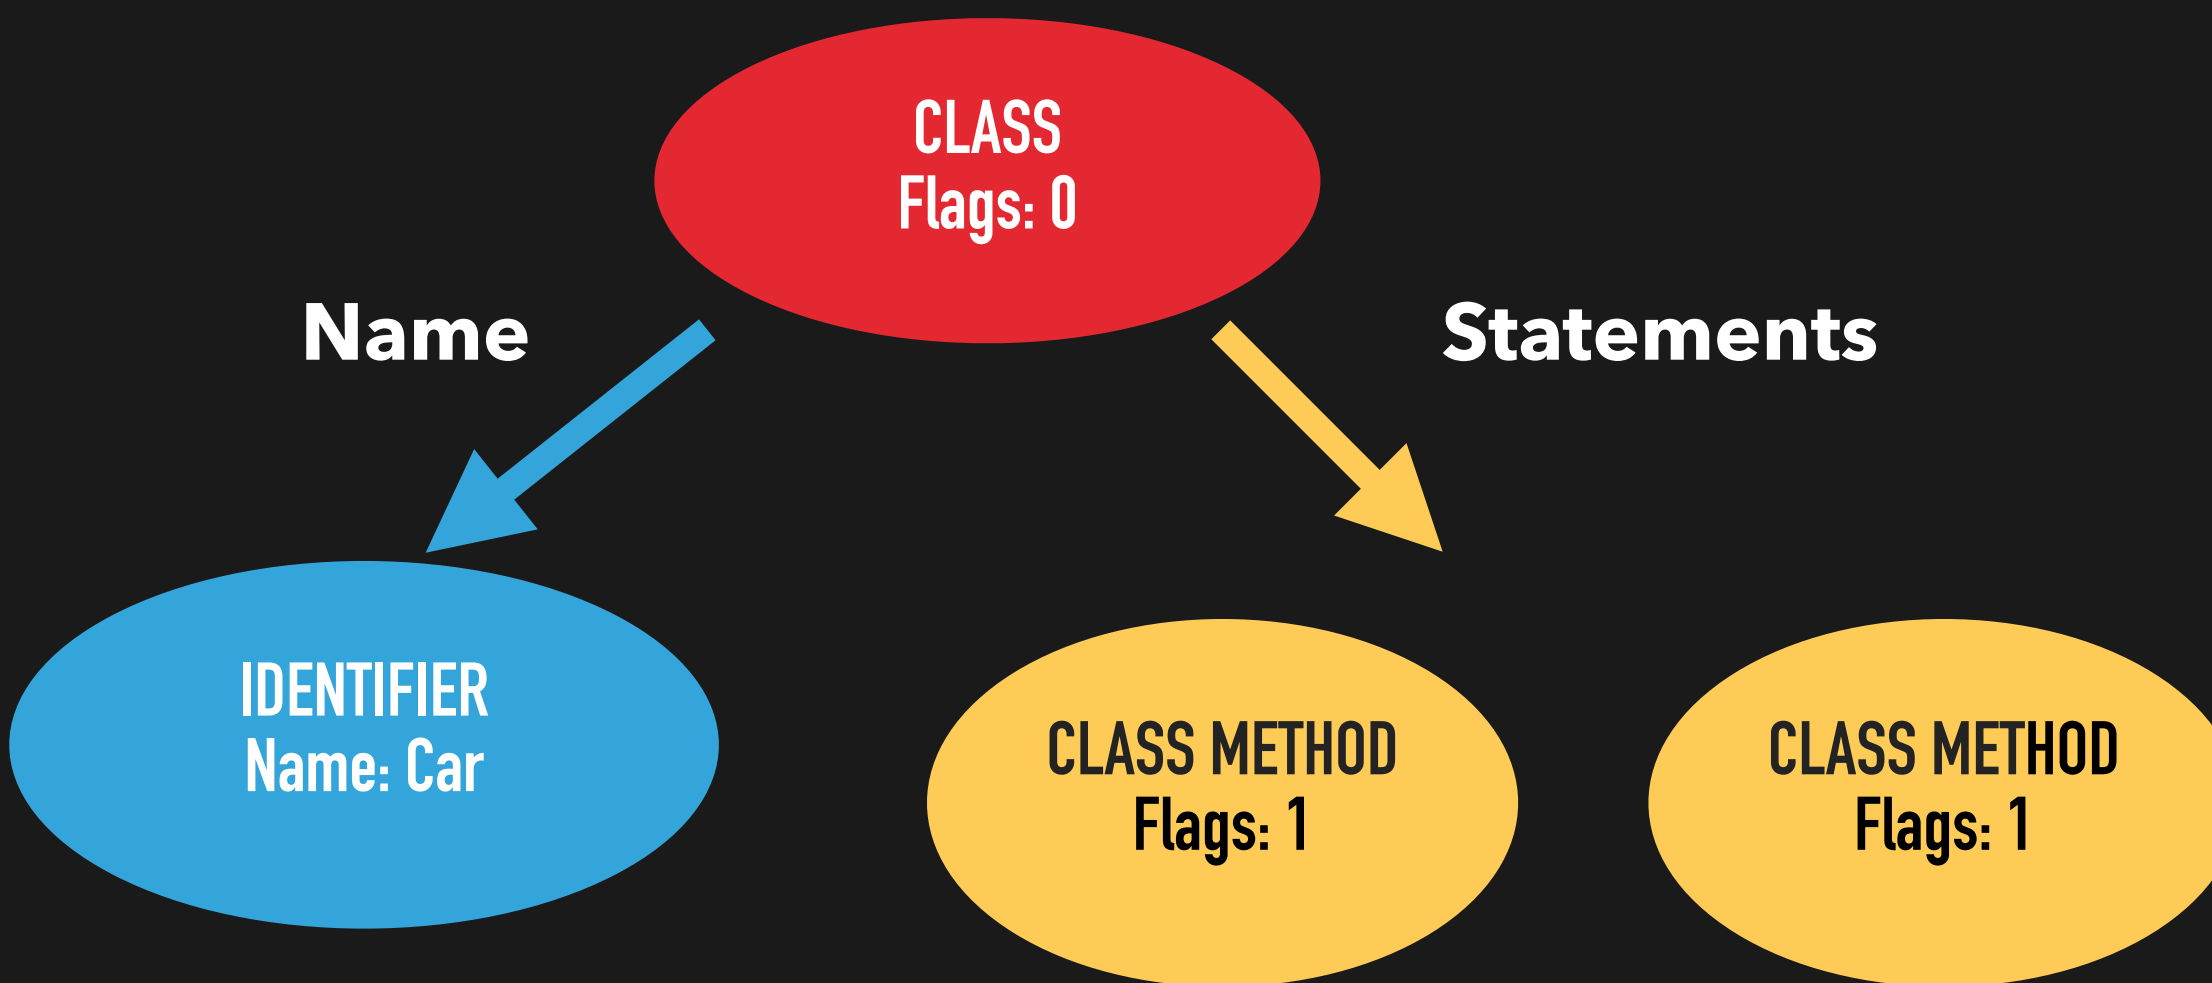 CLASS
Flags: 0
Name
Statements
IDENTIFIER
Name: Car
CLASS METHOD
Flags: 1
CLASS METHOD
Flags: 1